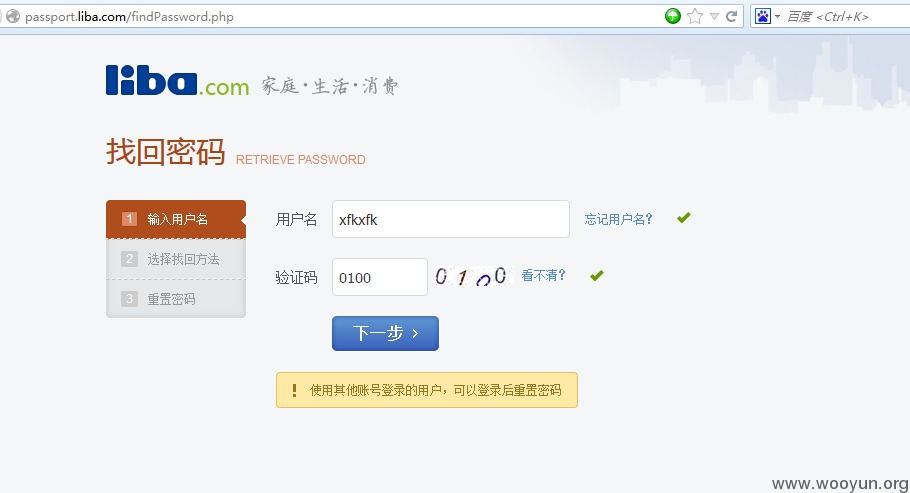 passport.liba.com/findPassword.php
百度 <Ctrl+K>
liba.com 家庭·生活·消费
找回密码 RETRIEVE PASSWORD
1 输入用户名
2 选择找回方法
3 重置密码
用户名 xfkxfk 忘记用户名?
验证码 0100 0100 看不清?
下一步 ›
! 使用其他账号登录的用户，可以登录后重置密码
www.wooyun.org